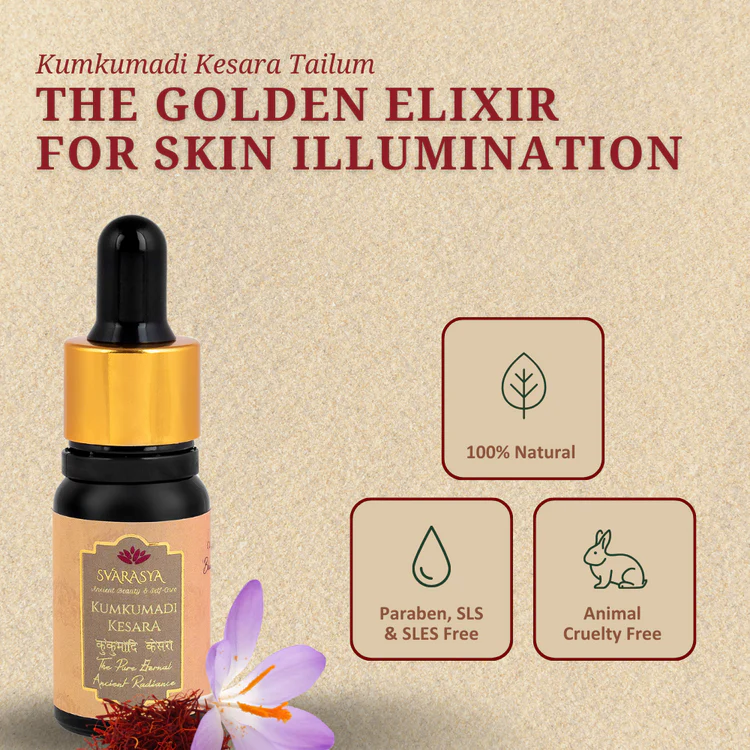 Kumkumadi Kesara Tailum
THE GOLDEN ELIXIR
FOR SKIN ILLUMINATION
100% Natural
Paraben, SLS
& SLES Free
Animal
Cruelty Free
SVARASYA
Ancient Beauty & Self-Care
KUMKUMADI
KESARA
कुंकुमादि केसरा
The Pure Eternal
Ancient Radiance